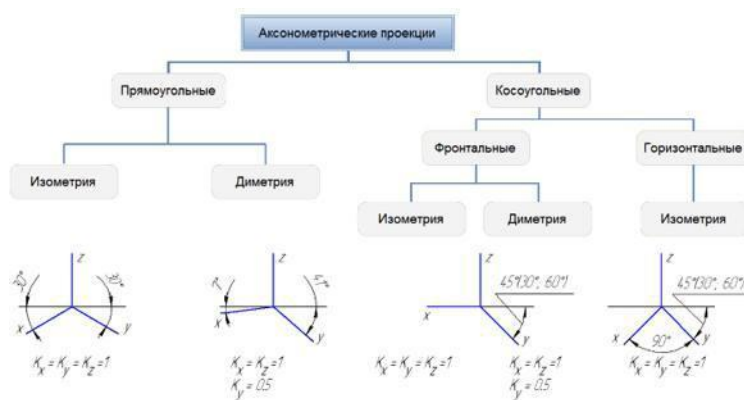 Аксонометрические проекции
Прямоугольные
Косоугольные
Фронтальные
Горизонтальные
Изометрия
Диметрия
Изометрия
Диметрия
Изометрия
z
30°
30°
x
y
Kx = Ky = Kz = 1
z
7°
41°
x
y
Kx = Kz = 1
Ky = 0.5
z
45°(30°, 60°)
x
y
Kx = Ky = Kz = 1
Kx = Kz = 1
Ky = 0.5
z
45°(30°, 60°)
x
y
90°
Kx = Ky = Kz = 1